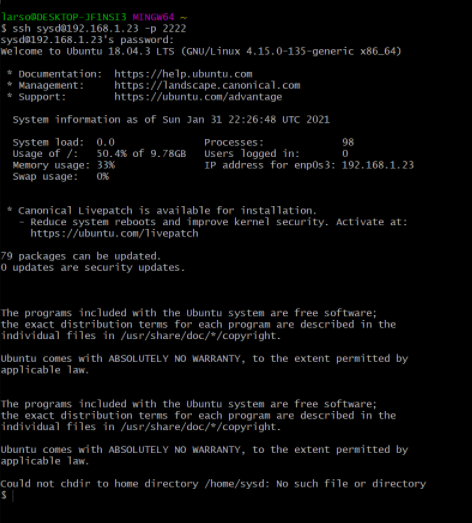 larso@DESKTOP-JF1NSI3 MINGW64 ~
$ ssh sysd@192.168.1.23 -p 2222
sysd@192.168.1.23's password:
Welcome to Ubuntu 18.04.3 LTS (GNU/Linux 4.15.0-135-generic x86_64)
* Documentation: https://help.ubuntu.com
* Management: https://landscape.canonical.com
* Support: https://ubuntu.com/advantage
System information as of Sun Jan 31 22:26:48 UTC 2021
System load: 0.0 Processes: 98
Usage of /: 50.4% of 9.78GB Users logged in: 0
Memory usage: 33% IP address for enp0s3: 192.168.1.23
Swap usage: 0%
* Canonical Livepatch is available for installation.
- Reduce system reboots and improve kernel security. Activate at:
https://ubuntu.com/livepatch
79 packages can be updated.
0 updates are security updates.
The programs included with the Ubuntu system are free software;
the exact distribution terms for each program are described in the
individual files in /usr/share/doc/*/copyright.
Ubuntu comes with ABSOLUTELY NO WARRANTY, to the extent permitted by
applicable law.
The programs included with the Ubuntu system are free software;
the exact distribution terms for each program are described in the
individual files in /usr/share/doc/*/copyright.
Ubuntu comes with ABSOLUTELY NO WARRANTY, to the extent permitted by
applicable law.
Could not chdir to home directory /home/sysd: No such file or directory
$